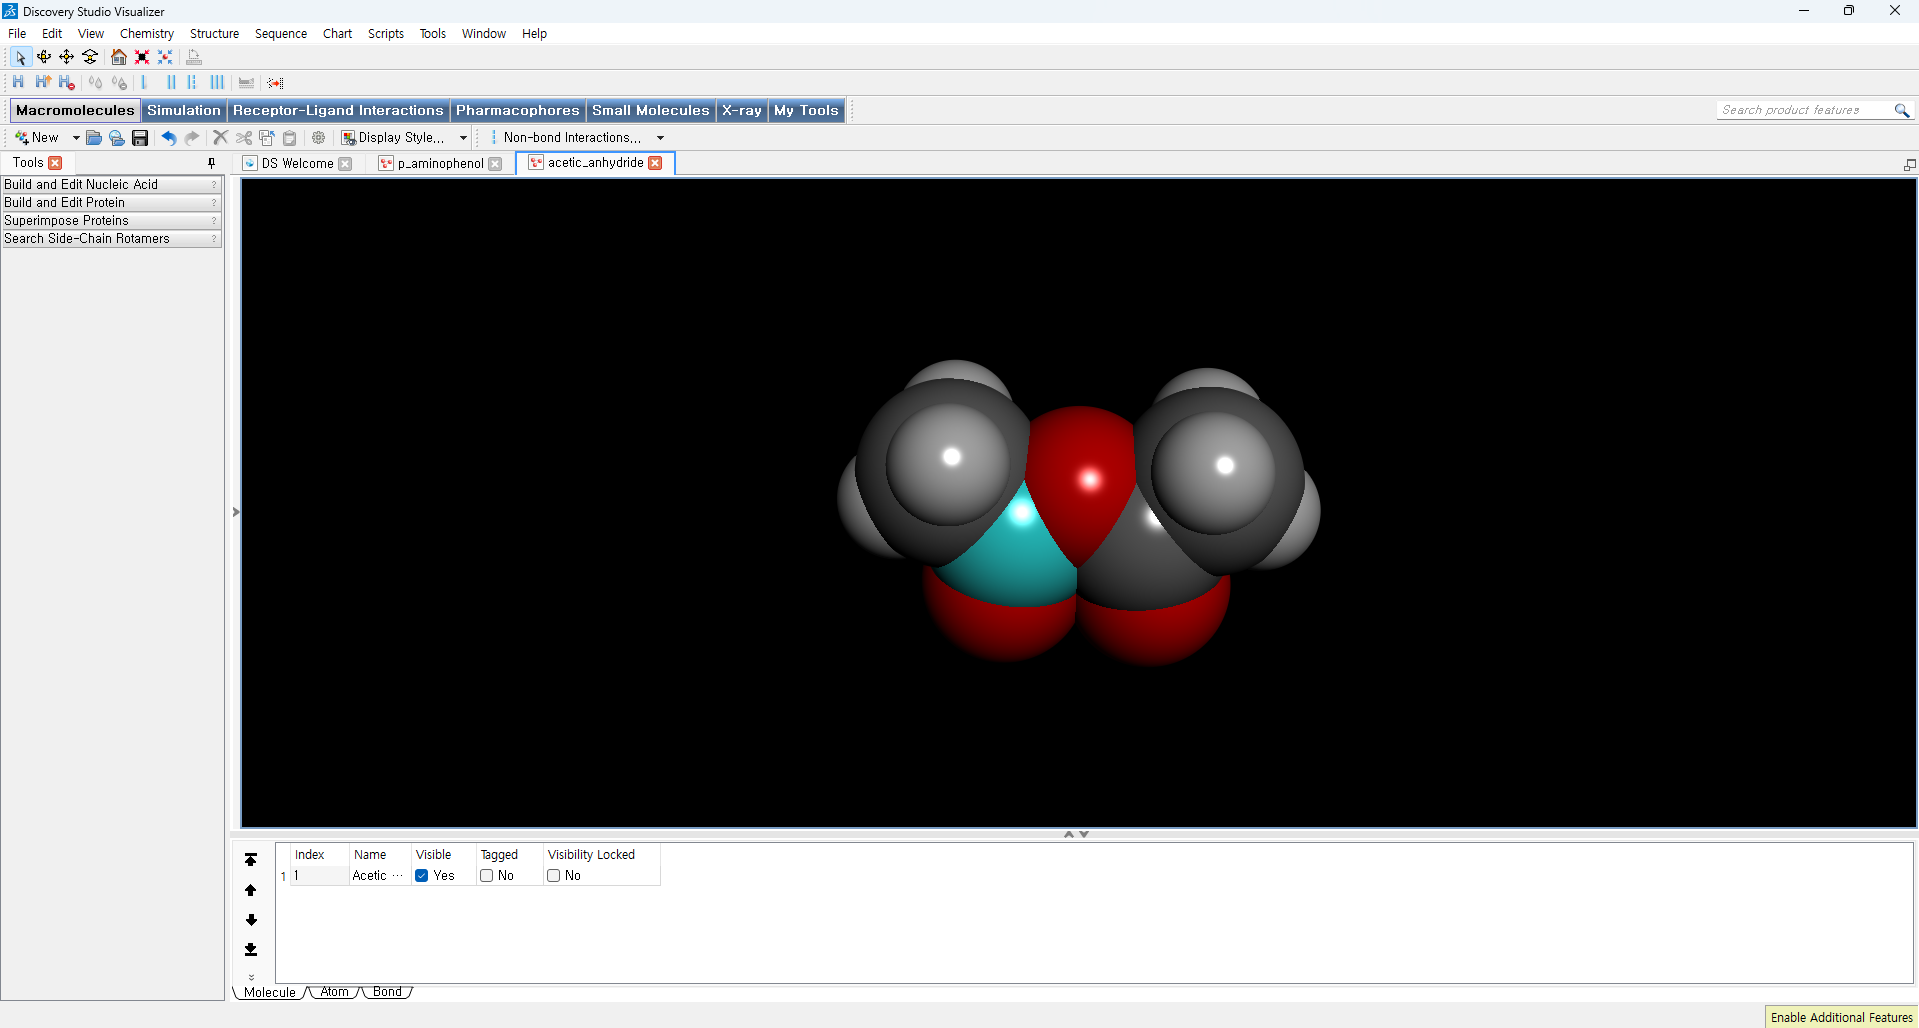 Discovery Studio Visualizer
File Edit View Chemistry Structure Sequence Chart Scripts Tools Window Help
Macromolecules Simulation Receptor-Ligand Interactions Pharmacophores Small Molecules X-ray My Tools
Search product features
New Display Style... Non-bond Interactions...
Tools
DS Welcome p_aminophenol acetic_anhydride
Build and Edit Nucleic Acid ?
Build and Edit Protein ?
Superimpose Proteins ?
Search Side-Chain Rotamers ?
Index Name Visible Tagged Visibility Locked
1 1 Acetic ... Yes No No
Molecule Atom Bond
Enable Additional Features